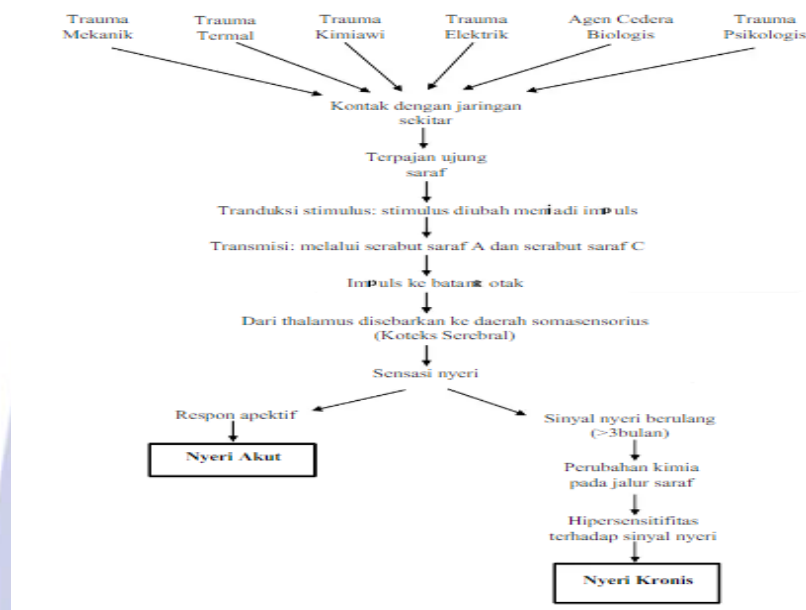 Trauma Mekanik
Trauma Termal
Trauma Kimiawi
Trauma Elektrik
Agen Cedera Biologis
Trauma Psikologis
Kontak dengan jaringan
sekitar
Terpajan ujung
saraf
Tranduksi stimulus: stimulus diubah menjadi impuls
Transmisi: melalui serabut saraf A dan serabut saraf C
Impuls ke batang otak
Dari thalamus disebarkan ke daerah somasensorius
(Koteks Serebral)
Sensasi nyeri
Respon apektif
Nyeri Akut
Sinyal nyeri berulang
(>3bulan)
Perubahan kimia
pada jalur saraf
Hipersensitifitas
terhadap sinyal nyeri
Nyeri Kronis